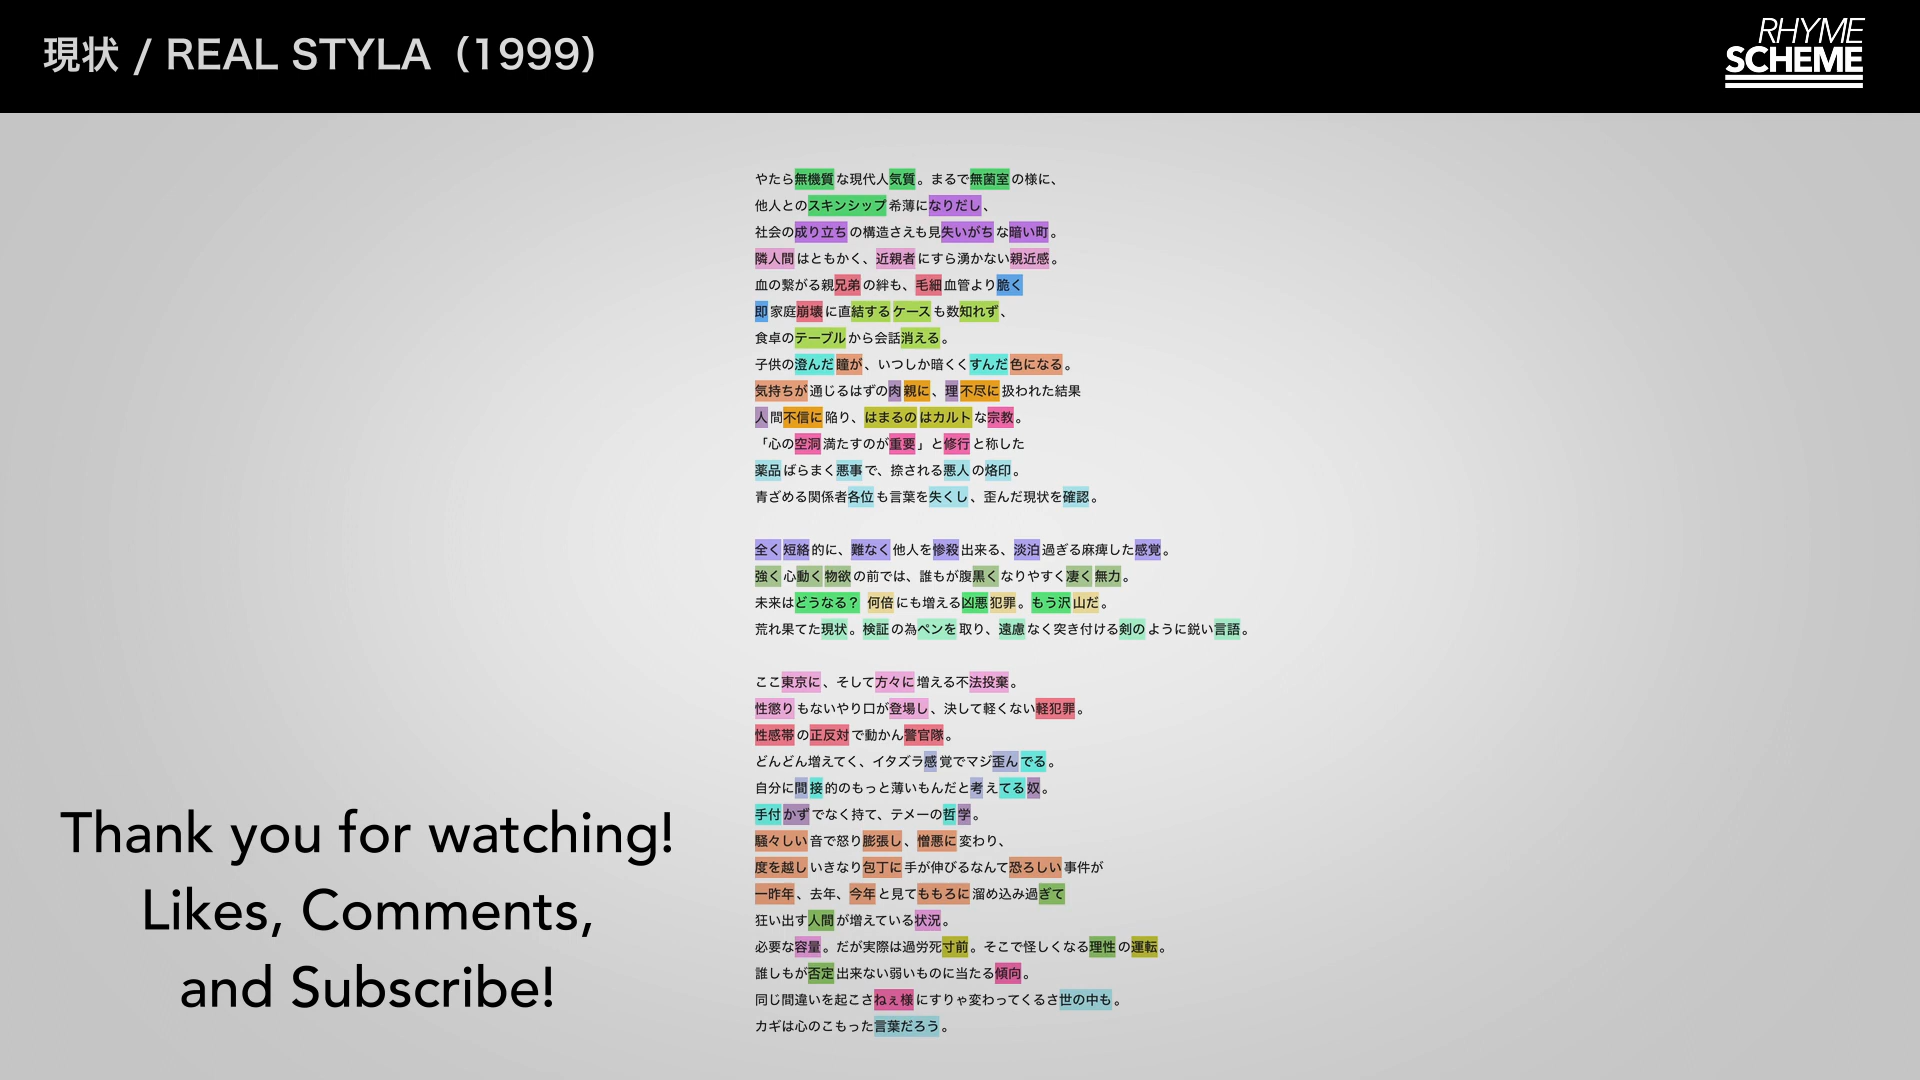 現状 / REAL STYLA（1999）
RHYME
SCHEME
やたら無機質な現代人気質。まるで無菌室の様に、
他人とのスキンシップ希薄になりだし、
社会の成り立ちの構造さえも見失いがちな暗い町。
隣人間はともかく、近親者にすら湧かない親近感。
血の繋がる親兄弟の絆も、毛細血管より脆く
即家庭崩壊に直結するケースも数知れず、
食卓のテーブルから会話消える。
子供の澄んだ瞳が、いつしか暗くくすんだ色になる。
気持ちが通じるはずの肉親に、理不尽に扱われた結果
人間不信に陥り、はまるのはカルトな宗教。
「心の空洞満たすのが重要」と修行と称した
薬品ばらまく悪事で、捺される悪人の烙印。
青ざめる関係者各位も言葉を失くし、歪んだ現状を確認。
全く短絡的に、難なく他人を惨殺出来る、淡泊過ぎる麻痺した感覚。
強く心動く物欲の前では、誰もが腹黒くなりやすく凄く無力。
未来はどうなる？ 何倍にも増える凶悪犯罪。もう沢山だ。
荒れ果てた現状。検証の為ペンを取り、遠慮なく突き付ける剣のように鋭い言語。
ここ東京に、そして方々に増える不法投棄。
性懲りもないやり口が登場し、決して軽くない軽犯罪。
性感帯の正反対で動かん警官隊。
どんどん増えてく、イタズラ感覚でマジ歪んでる。
自分に間接的のもっと薄いもんだと考えてる奴。
手付かずでなく持て、テメーの哲学。
騒々しい音で怒り膨張し、憎悪に変わり、
度を越しいきなり包丁に手が伸びるなんて恐ろしい事件が
一昨年、去年、今年と見てももろに溜め込み過ぎて
狂い出す人間が増えている状況。
必要な容量。だが実際は過労死寸前。そこで怪しくなる理性の運転。
誰しもが否定出来ない弱いものに当たる傾向。
同じ間違いを起こさねぇ様にすりゃ変わってくるさ世の中も。
カギは心のこもった言葉だろう。
Thank you for watching!
Likes, Comments,
and Subscribe!